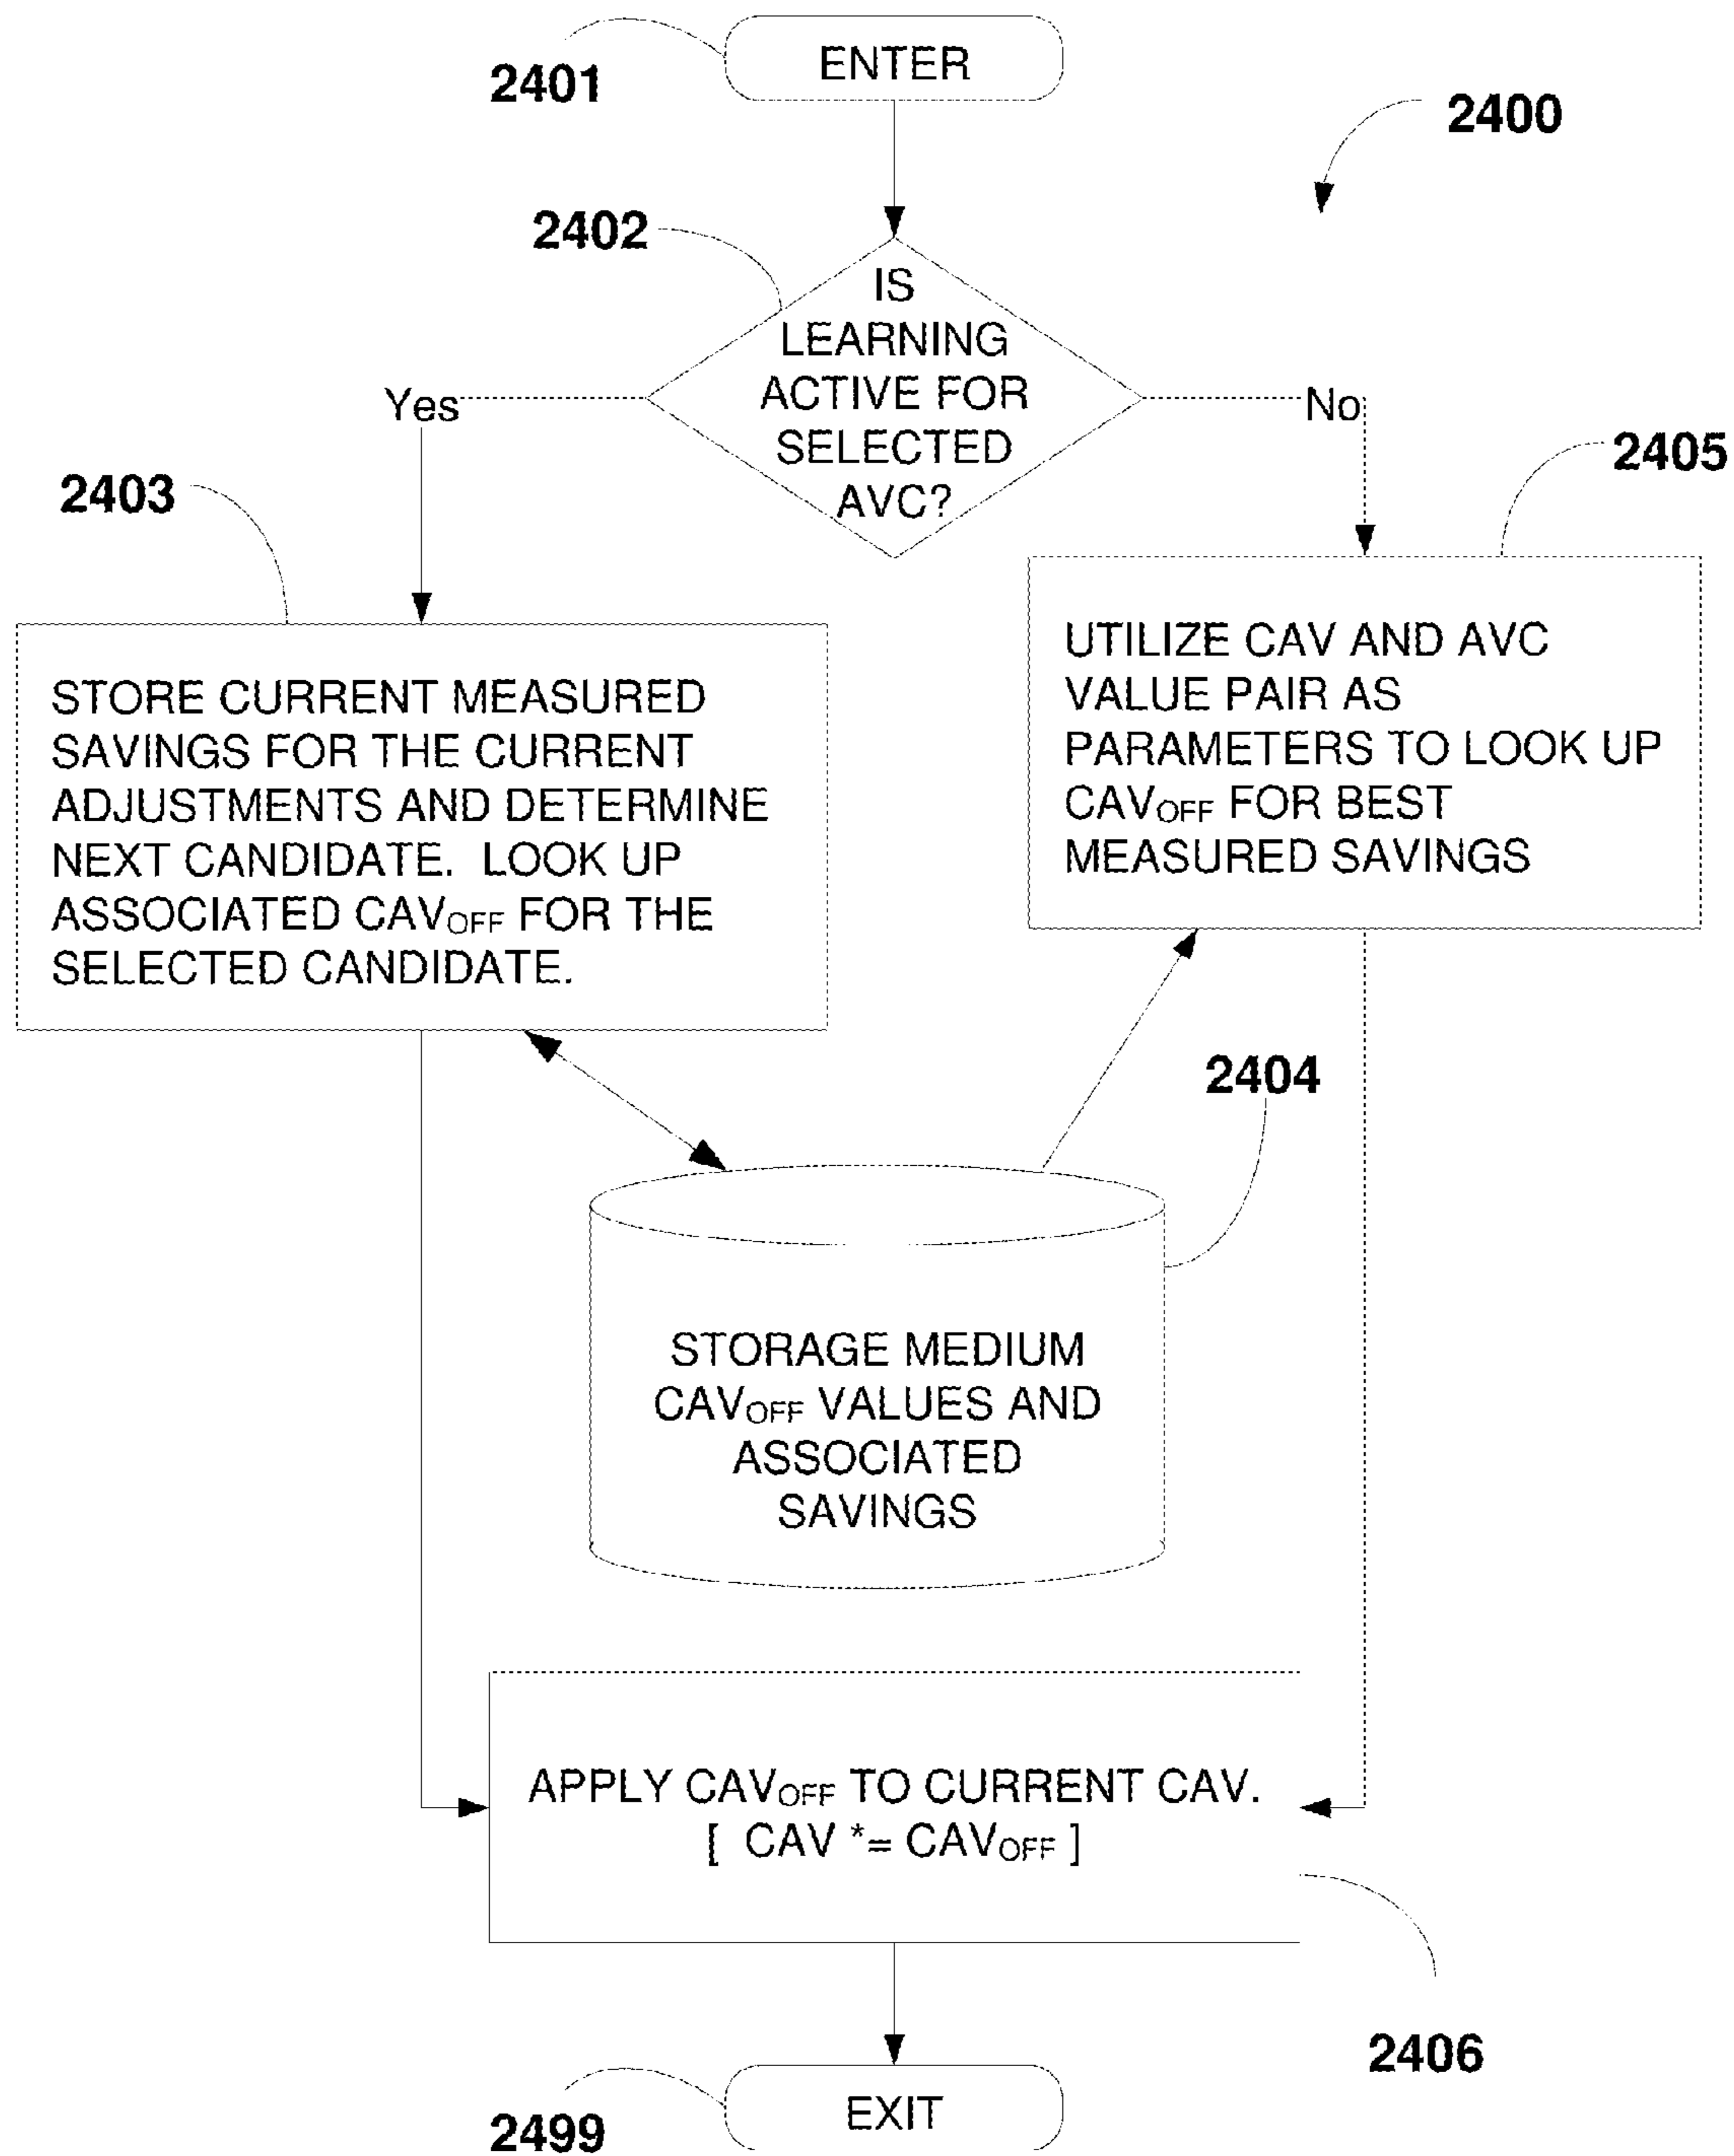 ENTER
2401
2400
2402
IS
LEARNING
ACTIVE FOR
SELECTED
AVC?
Yes
No
2405
2403
UTILIZE CAV AND AVC
VALUE PAIR AS
PARAMETERS TO LOOK UP
CAVOFF FOR BEST
MEASURED SAVINGS
STORE CURRENT MEASURED
SAVINGS FOR THE CURRENT
ADJUSTMENTS AND DETERMINE
NEXT CANDIDATE. LOOK UP
ASSOCIATED CAVOFF FOR THE
SELECTED CANDIDATE.
2404
STORAGE MEDIUM
CAVOFF VALUES AND
ASSOCIATED
SAVINGS
APPLY CAVOFF TO CURRENT CAV.
[ CAV *= CAVOFF ]
2406
EXIT
2499